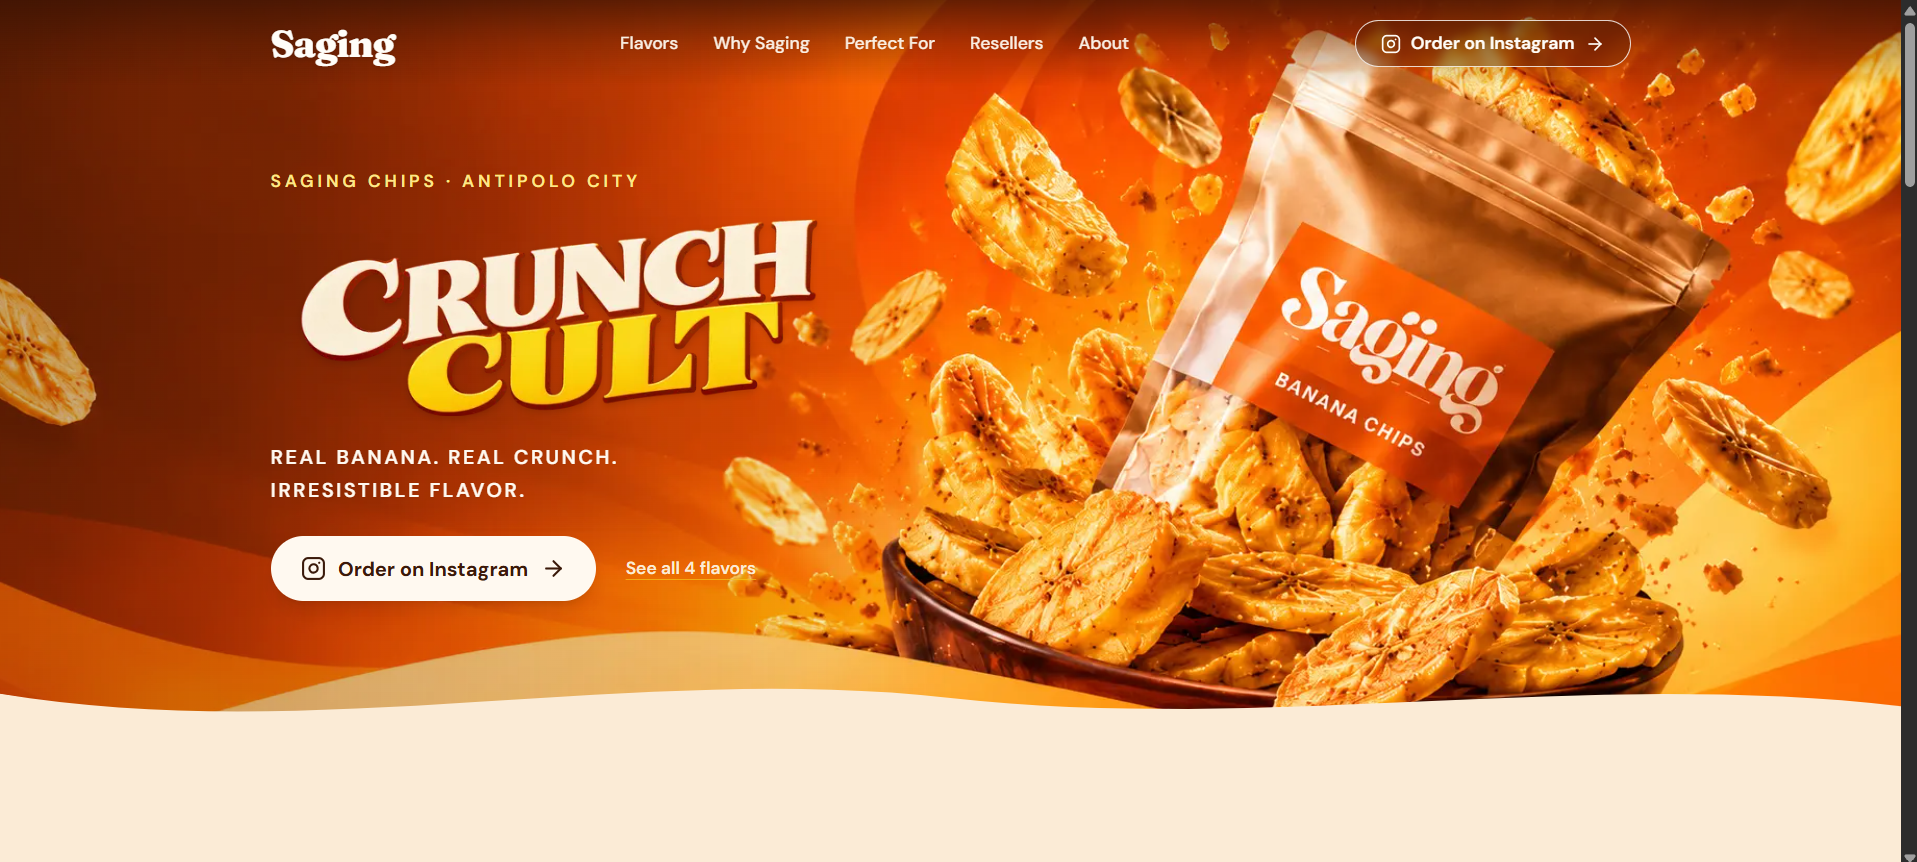 Saging
Flavors
Why Saging
Perfect For
Resellers
About
Order on Instagram
SAGING CHIPS · ANTIPOLO CITY
CRUNCH
CULT
REAL BANANA. REAL CRUNCH.
IRRESISTIBLE FLAVOR.
Order on Instagram
See all 4 flavors
Saging
BANANA CHIPS